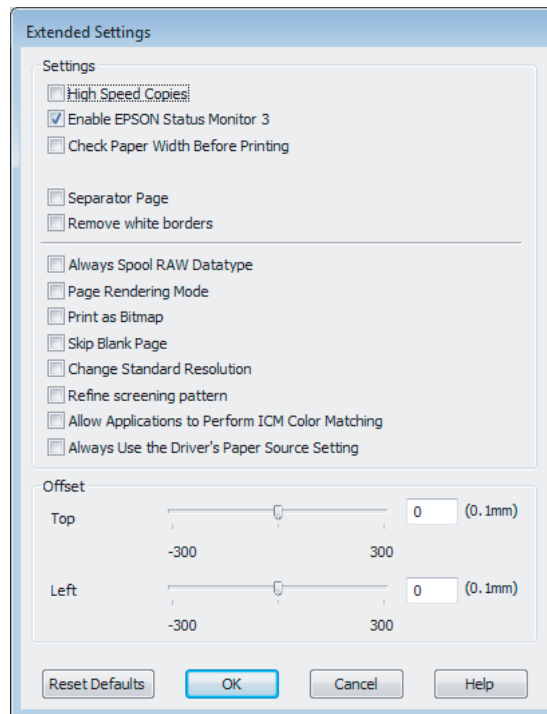 Extended Settings
Settings
High Speed Copies
Enable EPSON Status Monitor 3
Check Paper Width Before Printing
Separator Page
Remove white borders
Always Spool RAW Datatype
Page Rendering Mode
Print as Bitmap
Skip Blank Page
Change Standard Resolution
Refine screening pattern
Allow Applications to Perform ICM Color Matching
Always Use the Driver's Paper Source Setting
Offset
Top 0 (0.1mm)
-300 300
Left 0 (0.1mm)
-300 300
Reset Defaults OK Cancel Help